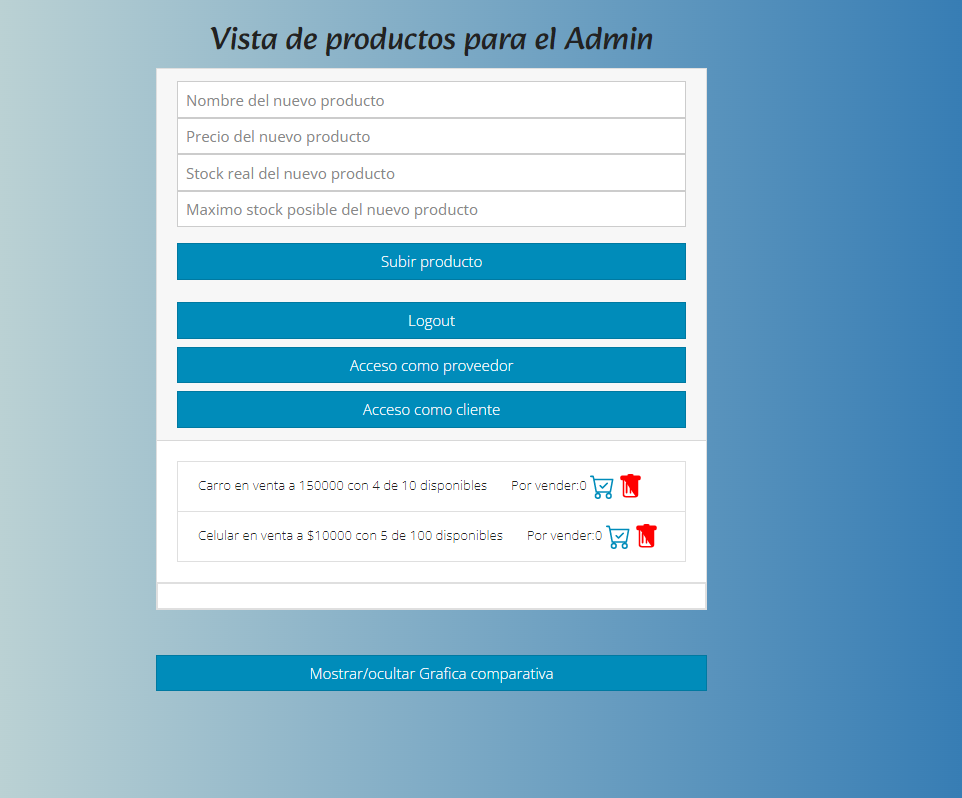 Vista de productos para el Admin
Nombre del nuevo producto
Precio del nuevo producto
Stock real del nuevo producto
Maximo stock posible del nuevo producto
Subir producto
Logout
Acceso como proveedor
Acceso como cliente
Carro en venta a 150000 con 4 de 10 disponibles Por vender:0
Celular en venta a $10000 con 5 de 100 disponibles Por vender:0
Mostrar/ocultar Grafica comparativa